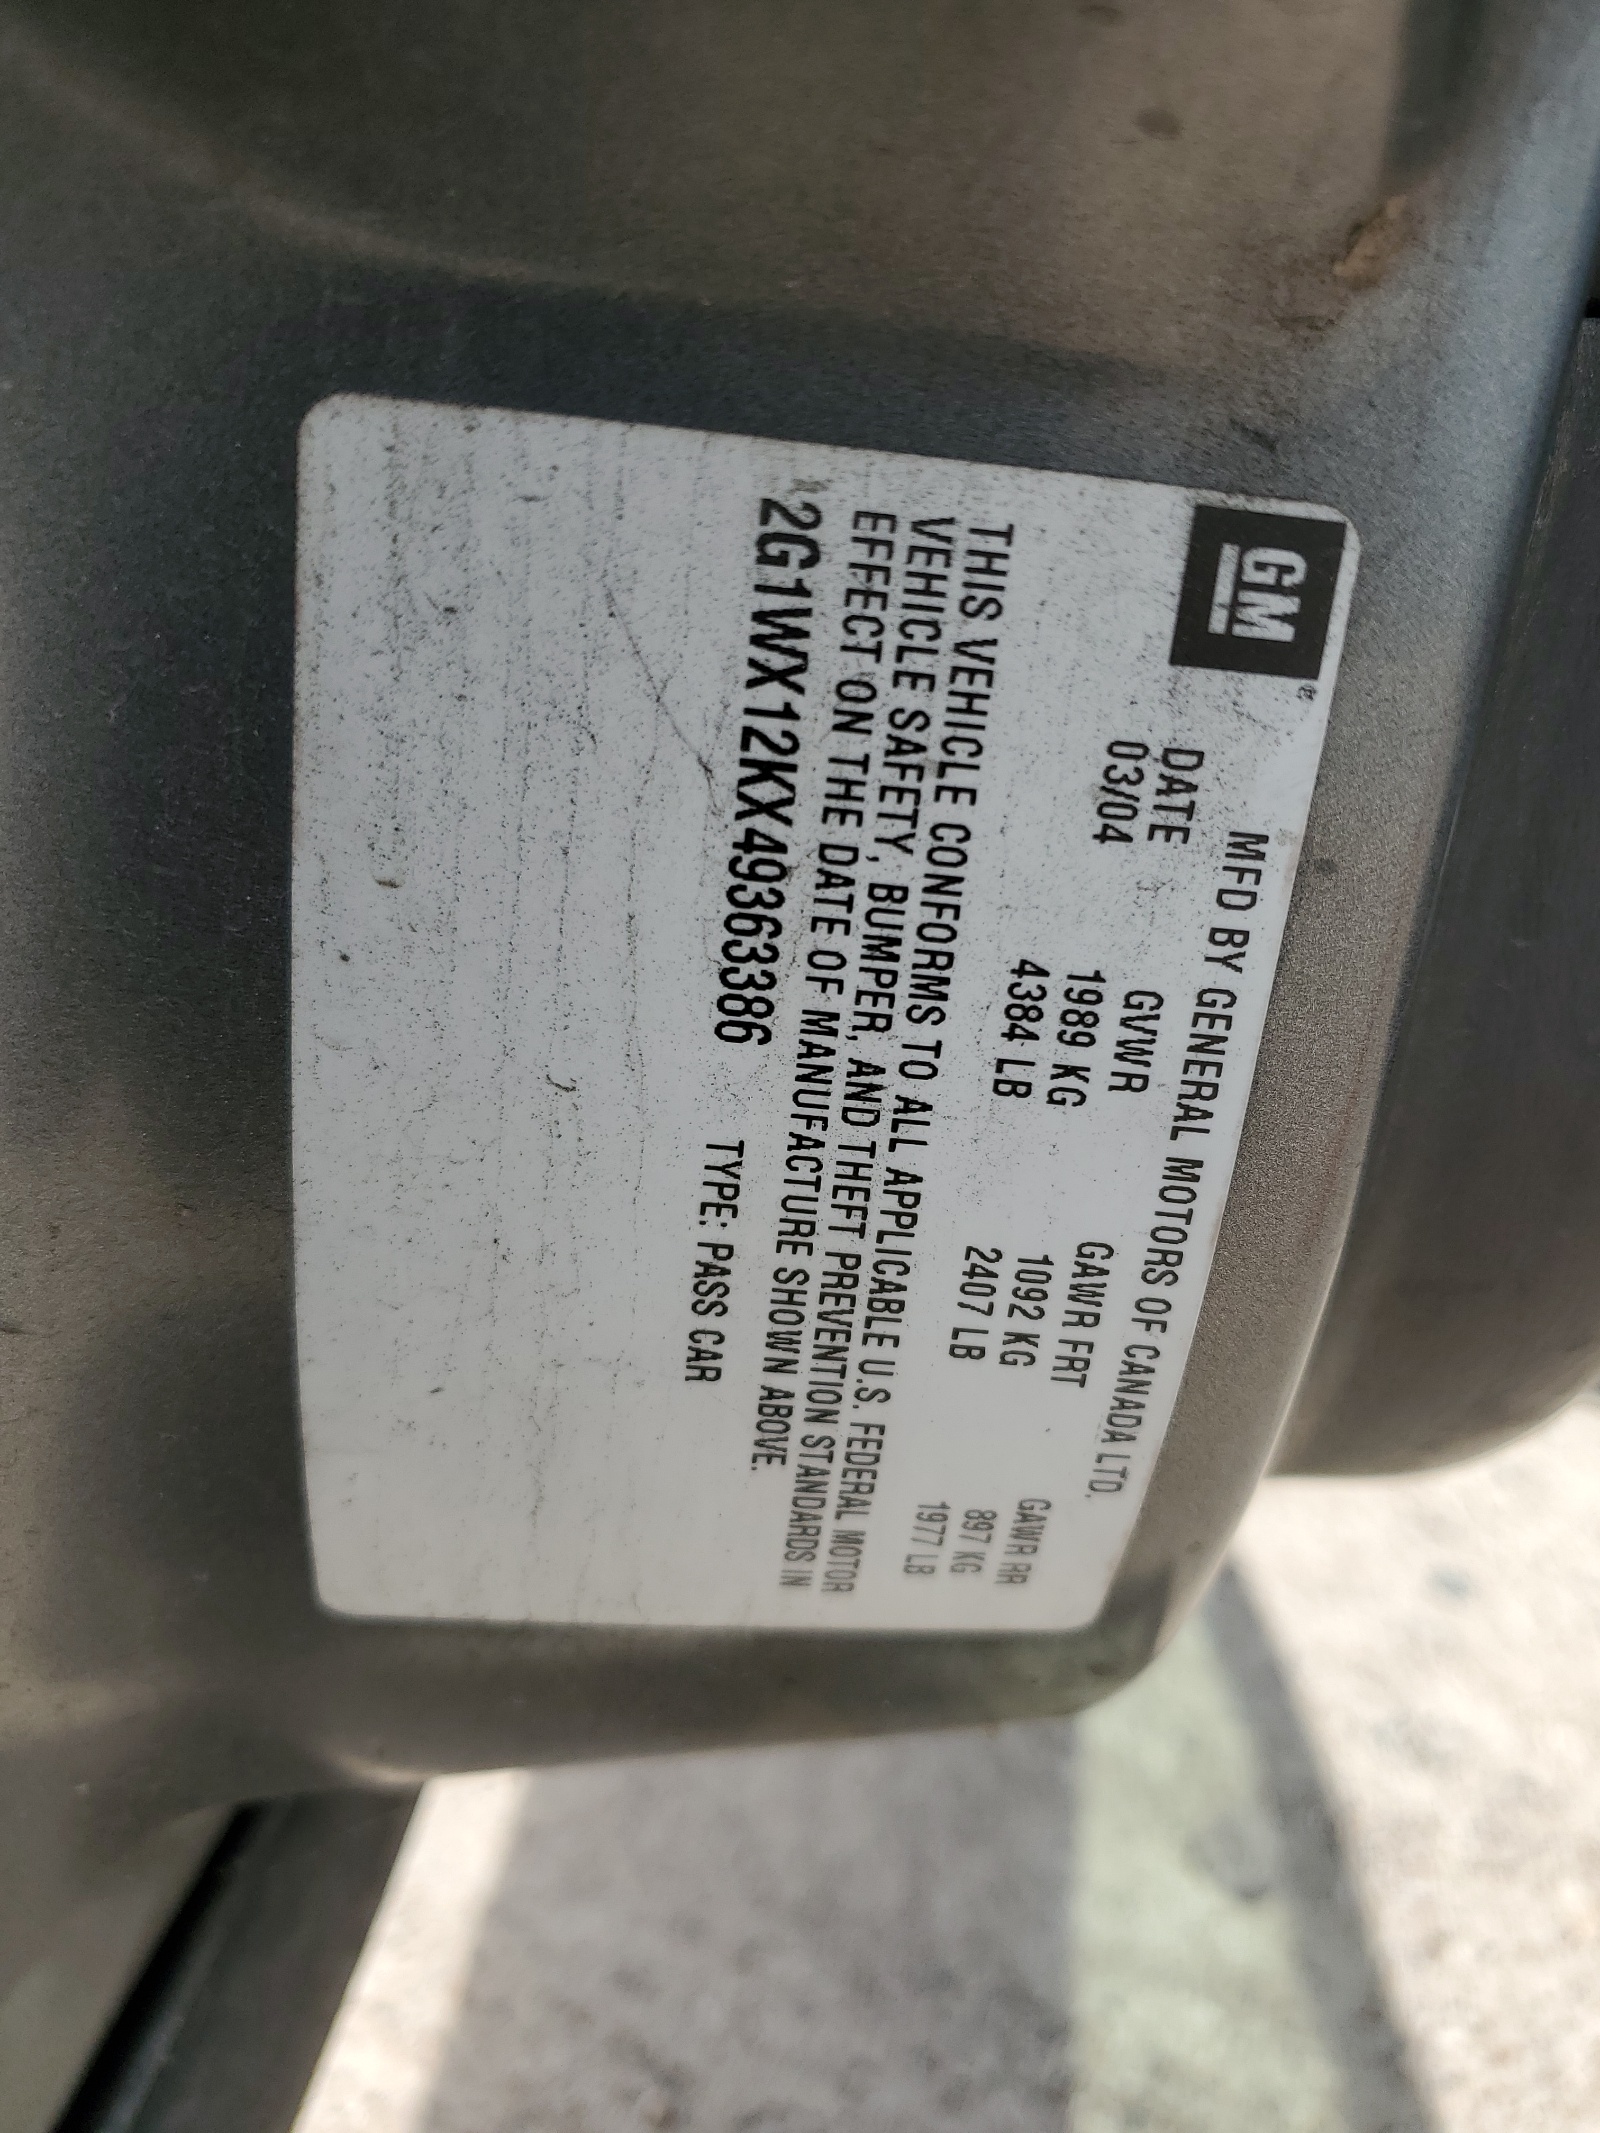 GM®
MFD BY GENERAL MOTORS OF CANADA LTD.
DATE GVWR GAWR FRT GAWR RR
03/04 1989 KG 1092 KG 897 KG
4384 LB 2407 LB 1977 LB
THIS VEHICLE CONFORMS TO ALL APPLICABLE U.S. FEDERAL MOTOR
VEHICLE SAFETY, BUMPER, AND THEFT PREVENTION STANDARDS IN
EFFECT ON THE DATE OF MANUFACTURE SHOWN ABOVE.
2G1WX12KX49363386 TYPE: PASS CAR